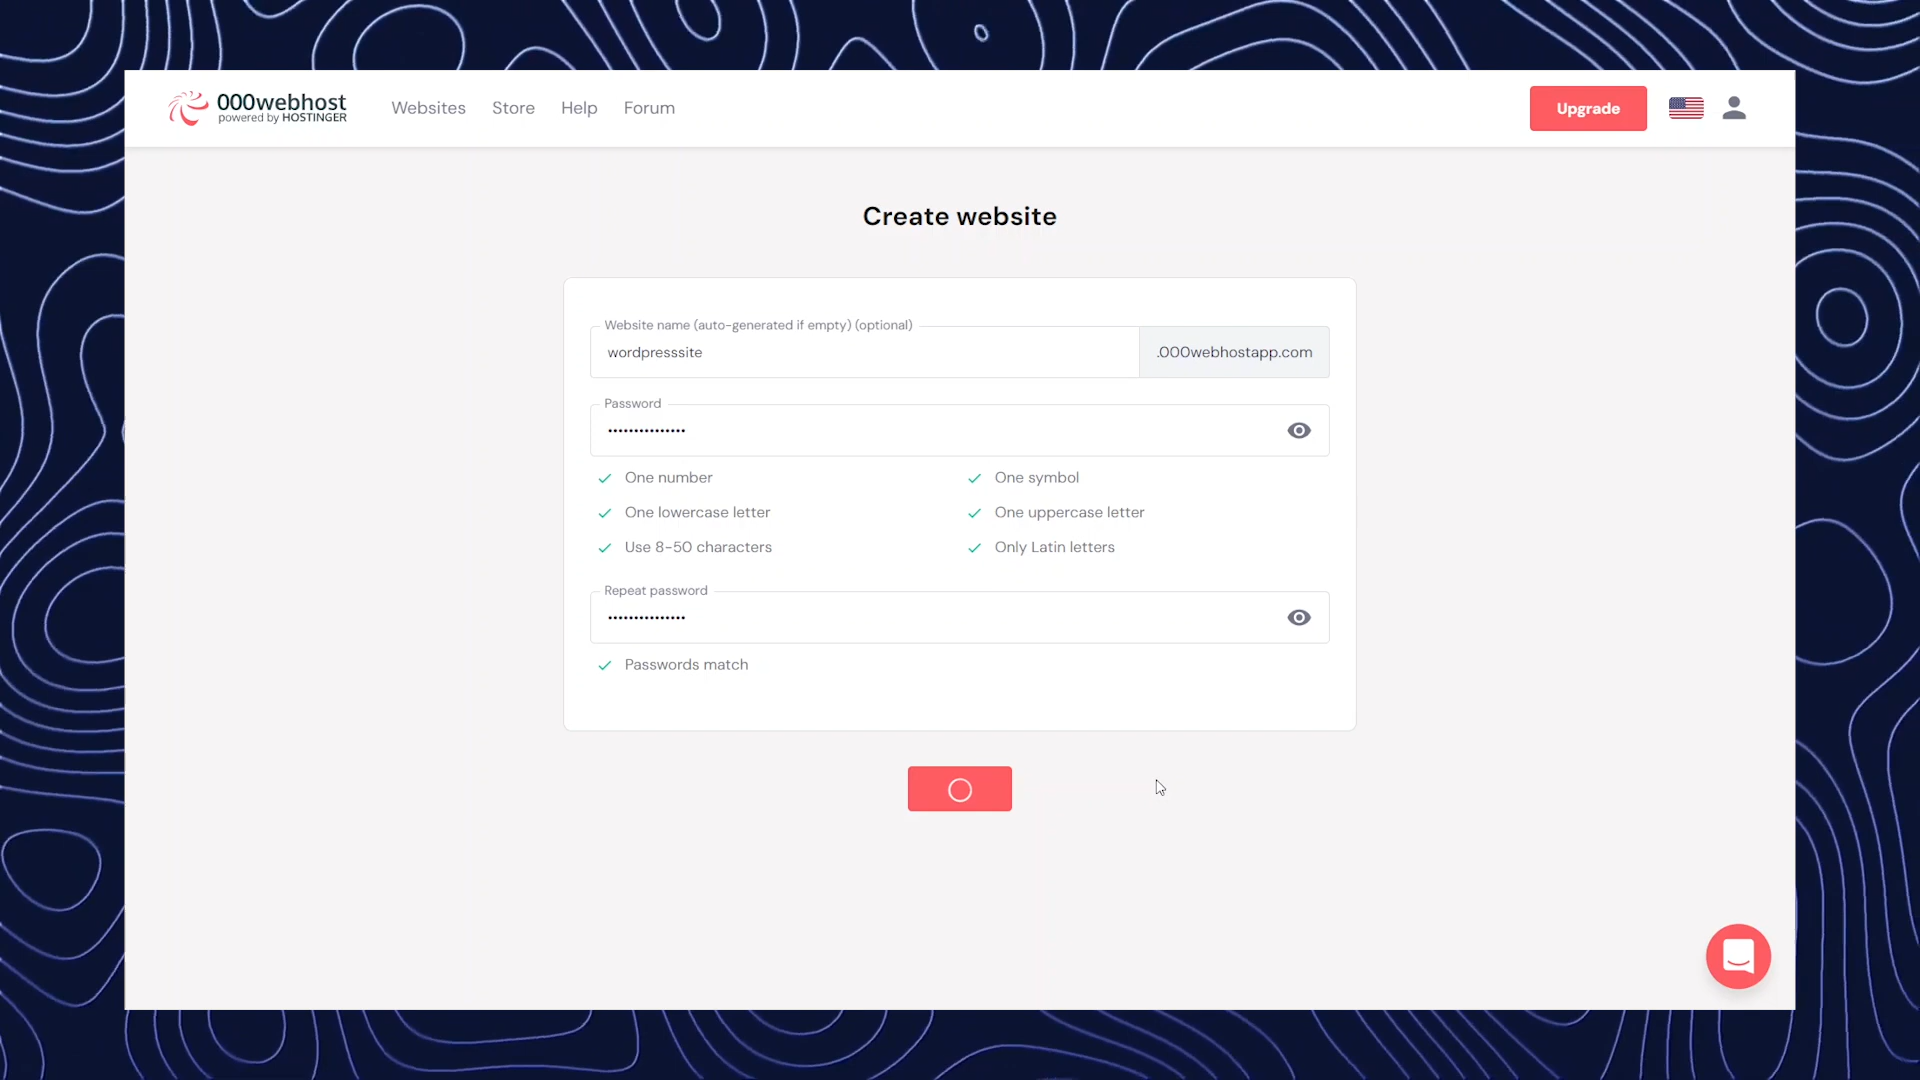 000webhost
powered by HOSTINGER
Websites
Store
Help
Forum
Upgrade
Create website
Website name (auto-generated if empty) (optional)
wordpresssite
.000webhostapp.com
Password
•••••••••••••••
One number
One symbol
One lowercase letter
One uppercase letter
Use 8-50 characters
Only Latin letters
Repeat password
•••••••••••••••
Passwords match